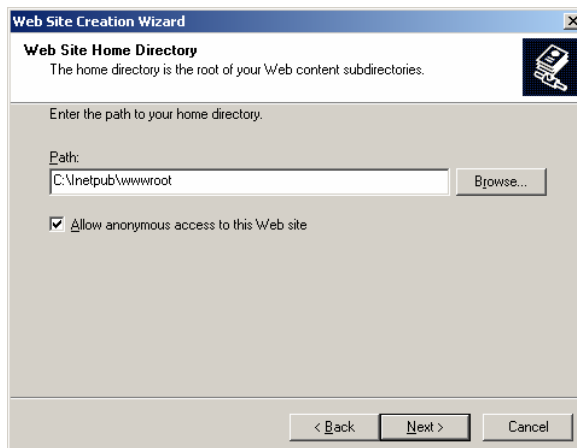 Web Site Creation Wizard
Web Site Home Directory
The home directory is the root of your Web content subdirectories.
Enter the path to your home directory.
Path:
C:\Inetpub\wwwroot
Browse...
Allow anonymous access to this Web site
< Back
Next >
Cancel